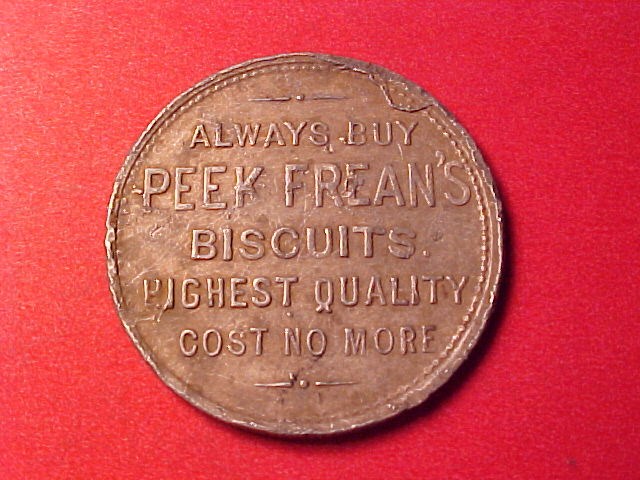 ALWAYS BUY
PEEK FREAN'S
BISCUITS.
HIGHEST QUALITY
COST NO MORE